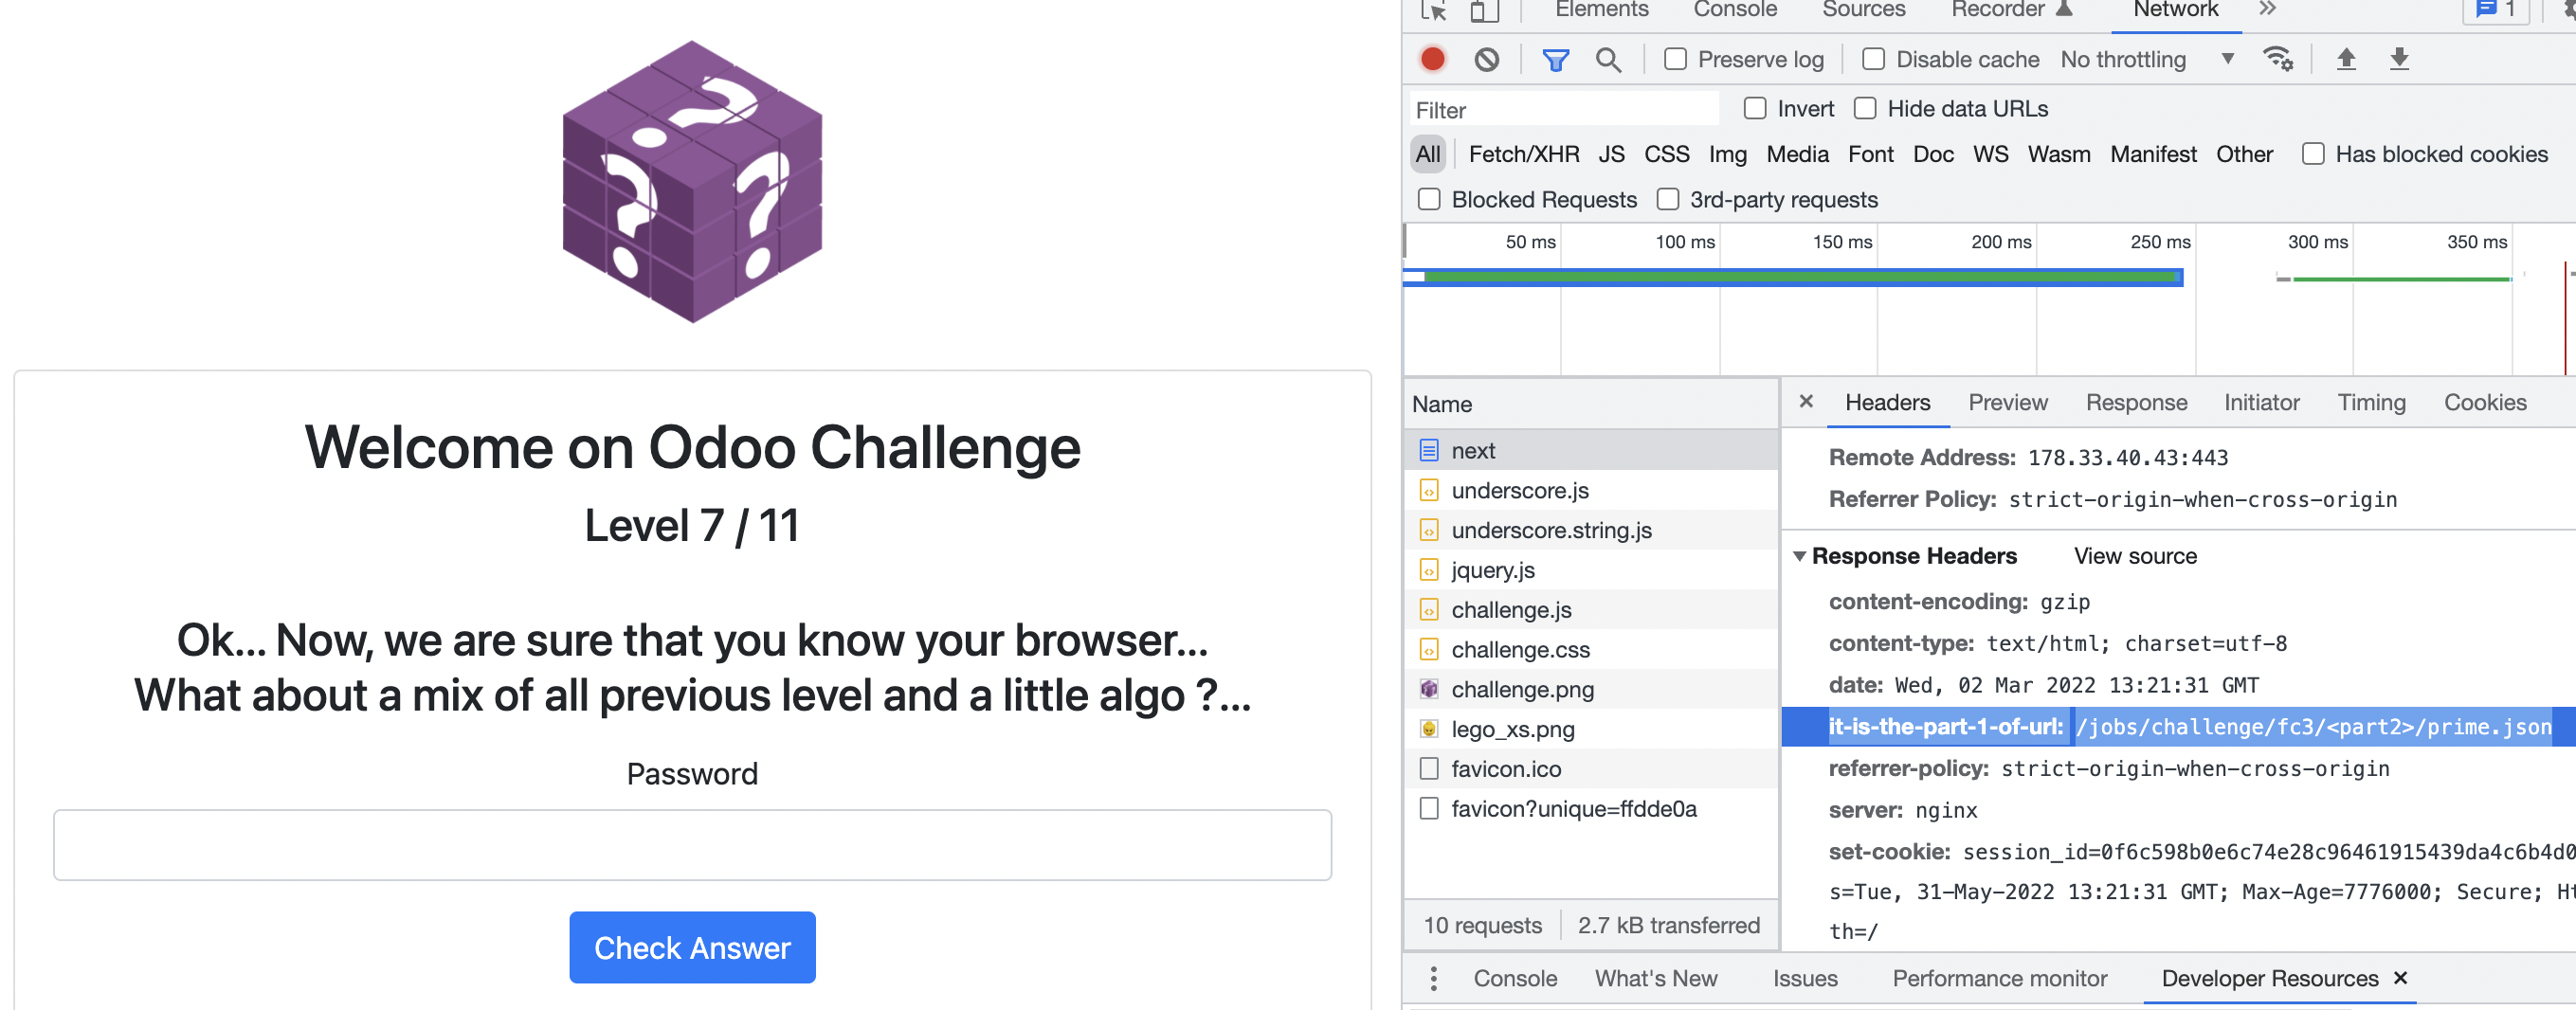 Welcome on Odoo Challenge
Level 7 / 11
Ok... Now, we are sure that you know your browser...
What about a mix of all previous level and a little algo ?...
Password
Check Answer
Elements Console Sources Recorder Network » 1
Preserve log Disable cache No throttling
Filter Invert Hide data URLs
All Fetch/XHR JS CSS Img Media Font Doc WS Wasm Manifest Other Has blocked cookies
Blocked Requests 3rd-party requests
50 ms 100 ms 150 ms 200 ms 250 ms 300 ms 350 ms
Name
next
underscore.js
underscore.string.js
jquery.js
challenge.js
challenge.css
challenge.png
lego_xs.png
favicon.ico
favicon?unique=ffdde0a
10 requests 2.7 kB transferred
× Headers Preview Response Initiator Timing Cookies
Remote Address: 178.33.40.43:443
Referrer Policy: strict-origin-when-cross-origin
Response Headers View source
content-encoding: gzip
content-type: text/html; charset=utf-8
date: Wed, 02 Mar 2022 13:21:31 GMT
it-is-the-part-1-of-url: /jobs/challenge/fc3/<part2>/prime.json
referrer-policy: strict-origin-when-cross-origin
server: nginx
set-cookie: session_id=0f6c598b0e6c74e28c96461915439da4c6b4d0
s=Tue, 31-May-2022 13:21:31 GMT; Max-Age=7776000; Secure; Ht
th=/
Console What's New Issues Performance monitor Developer Resources ×